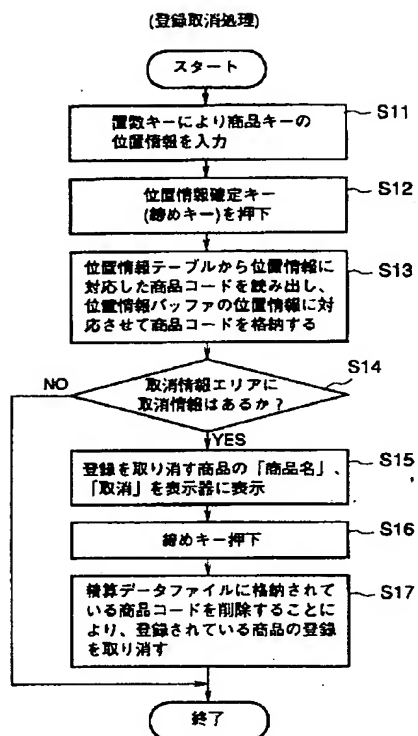 (登録取消処理)
スタート
S11
置数キーにより商品キーの
位置情報を入力
S12
位置情報確定キー
(締めキー)を押下
S13
位置情報テーブルから位置情報に
対応した商品コードを読み出し、
位置情報バッファの位置情報に対
応させて商品コードを格納する
S14
NO
取消情報エリアに
取消情報はあるか？
YES
S15
登録を取り消す商品の「商品名」、
「取消」を表示器に表示
S16
締めキー押下
S17
精算データファイルに格納されて
いる商品コードを削除することに
より、登録されている商品の登録
を取り消す
終了